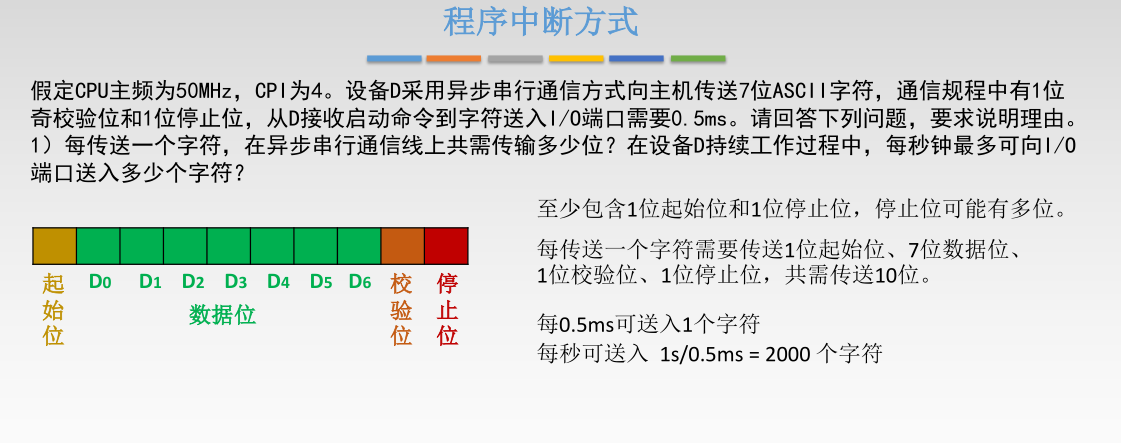 程序中断方式
假定CPU主频为50MHz，CPI为4。设备D采用异步串行通信方式向主机传送7位ASCII字符，通信规程中有1位
奇校验位和1位停止位，从D接收启动命令到字符送入I/O端口需要0.5ms。请回答下列问题，要求说明理由。
1）每传送一个字符，在异步串行通信线上共需传输多少位？在设备D持续工作过程中，每秒钟最多可向I/O
端口送入多少个字符？
至少包含1位起始位和1位停止位，停止位可能有多位。
每传送一个字符需要传送1位起始位、7位数据位、
1位校验位、1位停止位，共需传送10位。
起始位
D0 D1 D2 D3 D4 D5 D6
数据位
校验位
停止位
每0.5ms可送入1个字符
每秒可送入 1s/0.5ms = 2000 个字符